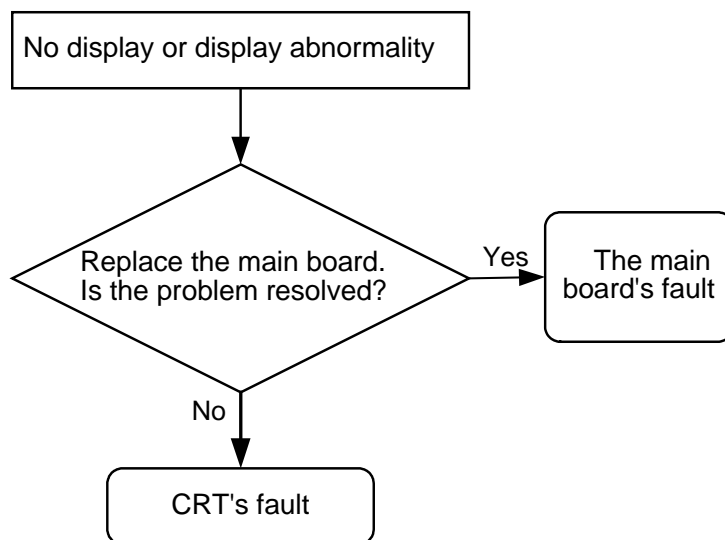 No display or display abnormality
Replace the main board.
Is the problem resolved?
Yes
The main
board's fault
No
CRT's fault